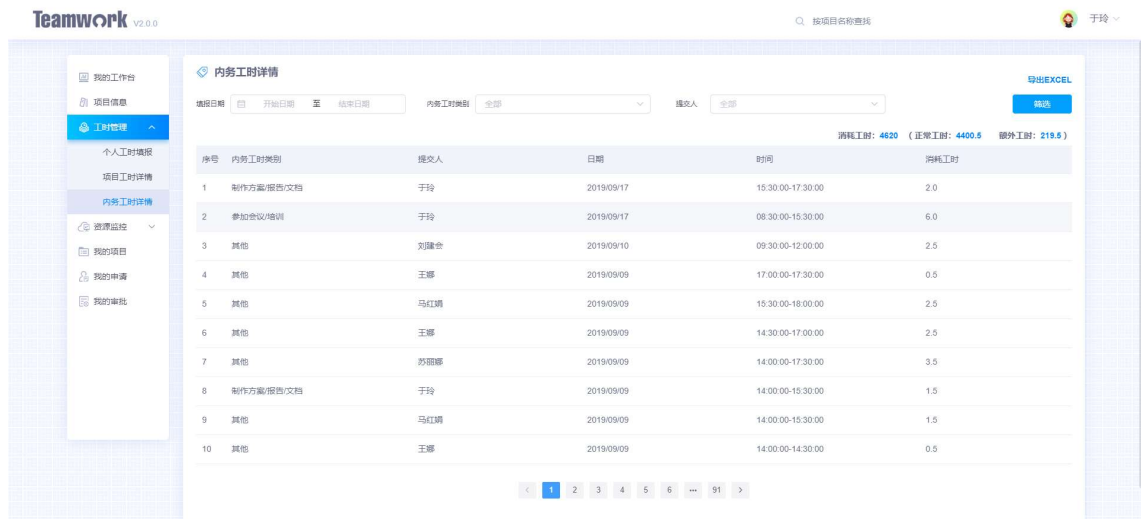 Teamwork V2.0.0
按项目名称查找
于玲
我的工作台
项目信息
工时管理
个人工时填报
项目工时详情
内务工时详情
资源监控
我的项目
我的申请
我的审批
内务工时详情
导出EXCEL
填报日期 开始日期 至 结束日期 内务工时类别 全部 提交人 全部 筛选
消耗工时：4620 （正常工时：4400.5 额外工时：219.5）
序号 内务工时类别 提交人 日期 时间 消耗工时
1 制作方案/报告/文档 于玲 2019/09/17 15:30:00-17:30:00 2.0
2 参加会议/培训 于玲 2019/09/17 08:30:00-15:30:00 6.0
3 其他 刘建会 2019/09/10 09:30:00-12:00:00 2.5
4 其他 王娜 2019/09/09 17:00:00-17:30:00 0.5
5 其他 马红娟 2019/09/09 15:30:00-18:00:00 2.5
6 其他 王娜 2019/09/09 14:30:00-17:00:00 2.5
7 其他 苏丽娜 2019/09/09 14:00:00-17:30:00 3.5
8 制作方案/报告/文档 于玲 2019/09/09 14:00:00-15:30:00 1.5
9 其他 马红娟 2019/09/09 14:00:00-15:30:00 1.5
10 其他 王娜 2019/09/09 14:00:00-14:30:00 0.5
< 1 2 3 4 5 6 ••• 91 >